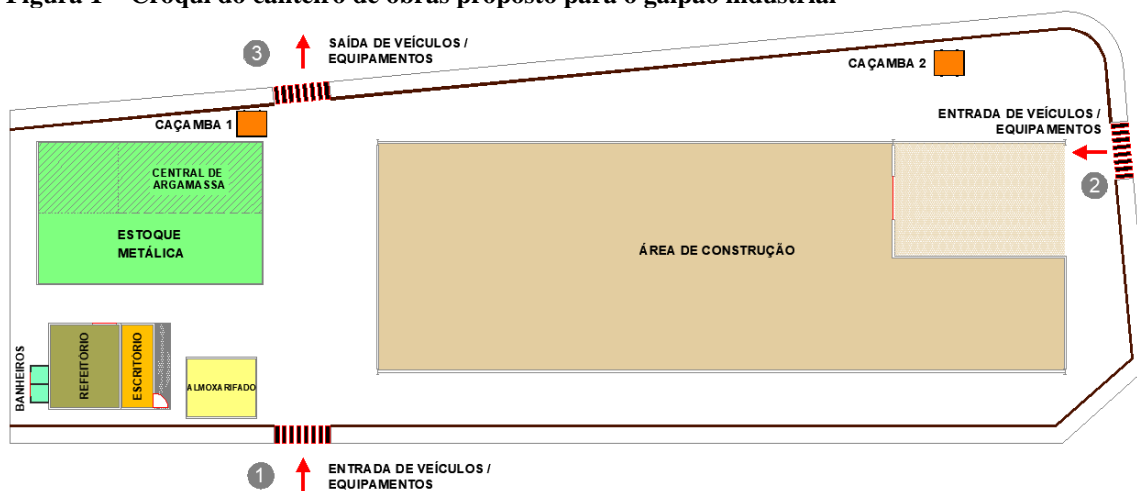 Figura 1 – Croqui do canteiro de obras proposto para o galpão industrial
3
SAÍDA DE VEÍCULOS /
EQUIPAMENTOS
CAÇAMBA 2
CAÇAMBA 1
ENTRADA DE VEÍCULOS /
EQUIPAMENTOS
2
CENTRAL DE
ARGAMASSA
ESTOQUE
METÁLICA
ÁREA DE CONSTRUÇÃO
BANHEIROS
REFEITÓRIO
ESCRITÓRIO
ALMOXARIFADO
1
ENTRADA DE VEÍCULOS /
EQUIPAMENTOS